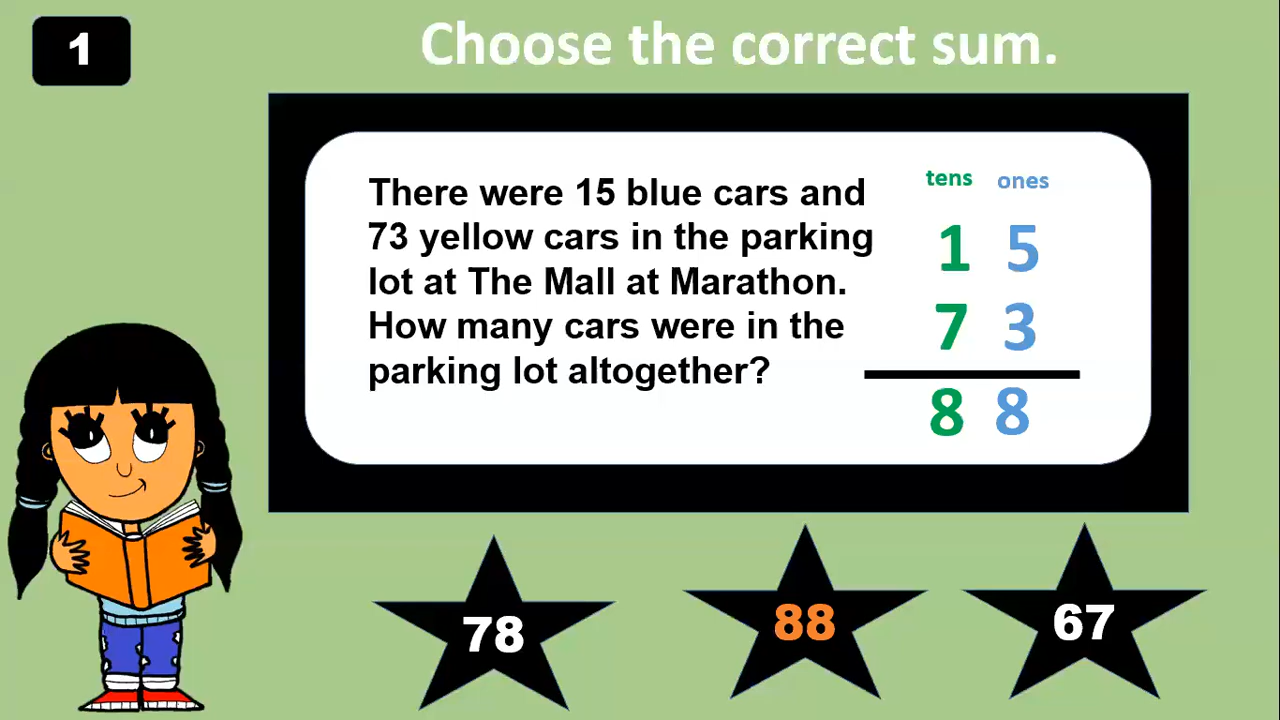 1
Choose the correct sum.
There were 15 blue cars and
73 yellow cars in the parking
lot at The Mall at Marathon.
How many cars were in the
parking lot altogether?
tens ones
1 5
7 3
8 8
78
88
67